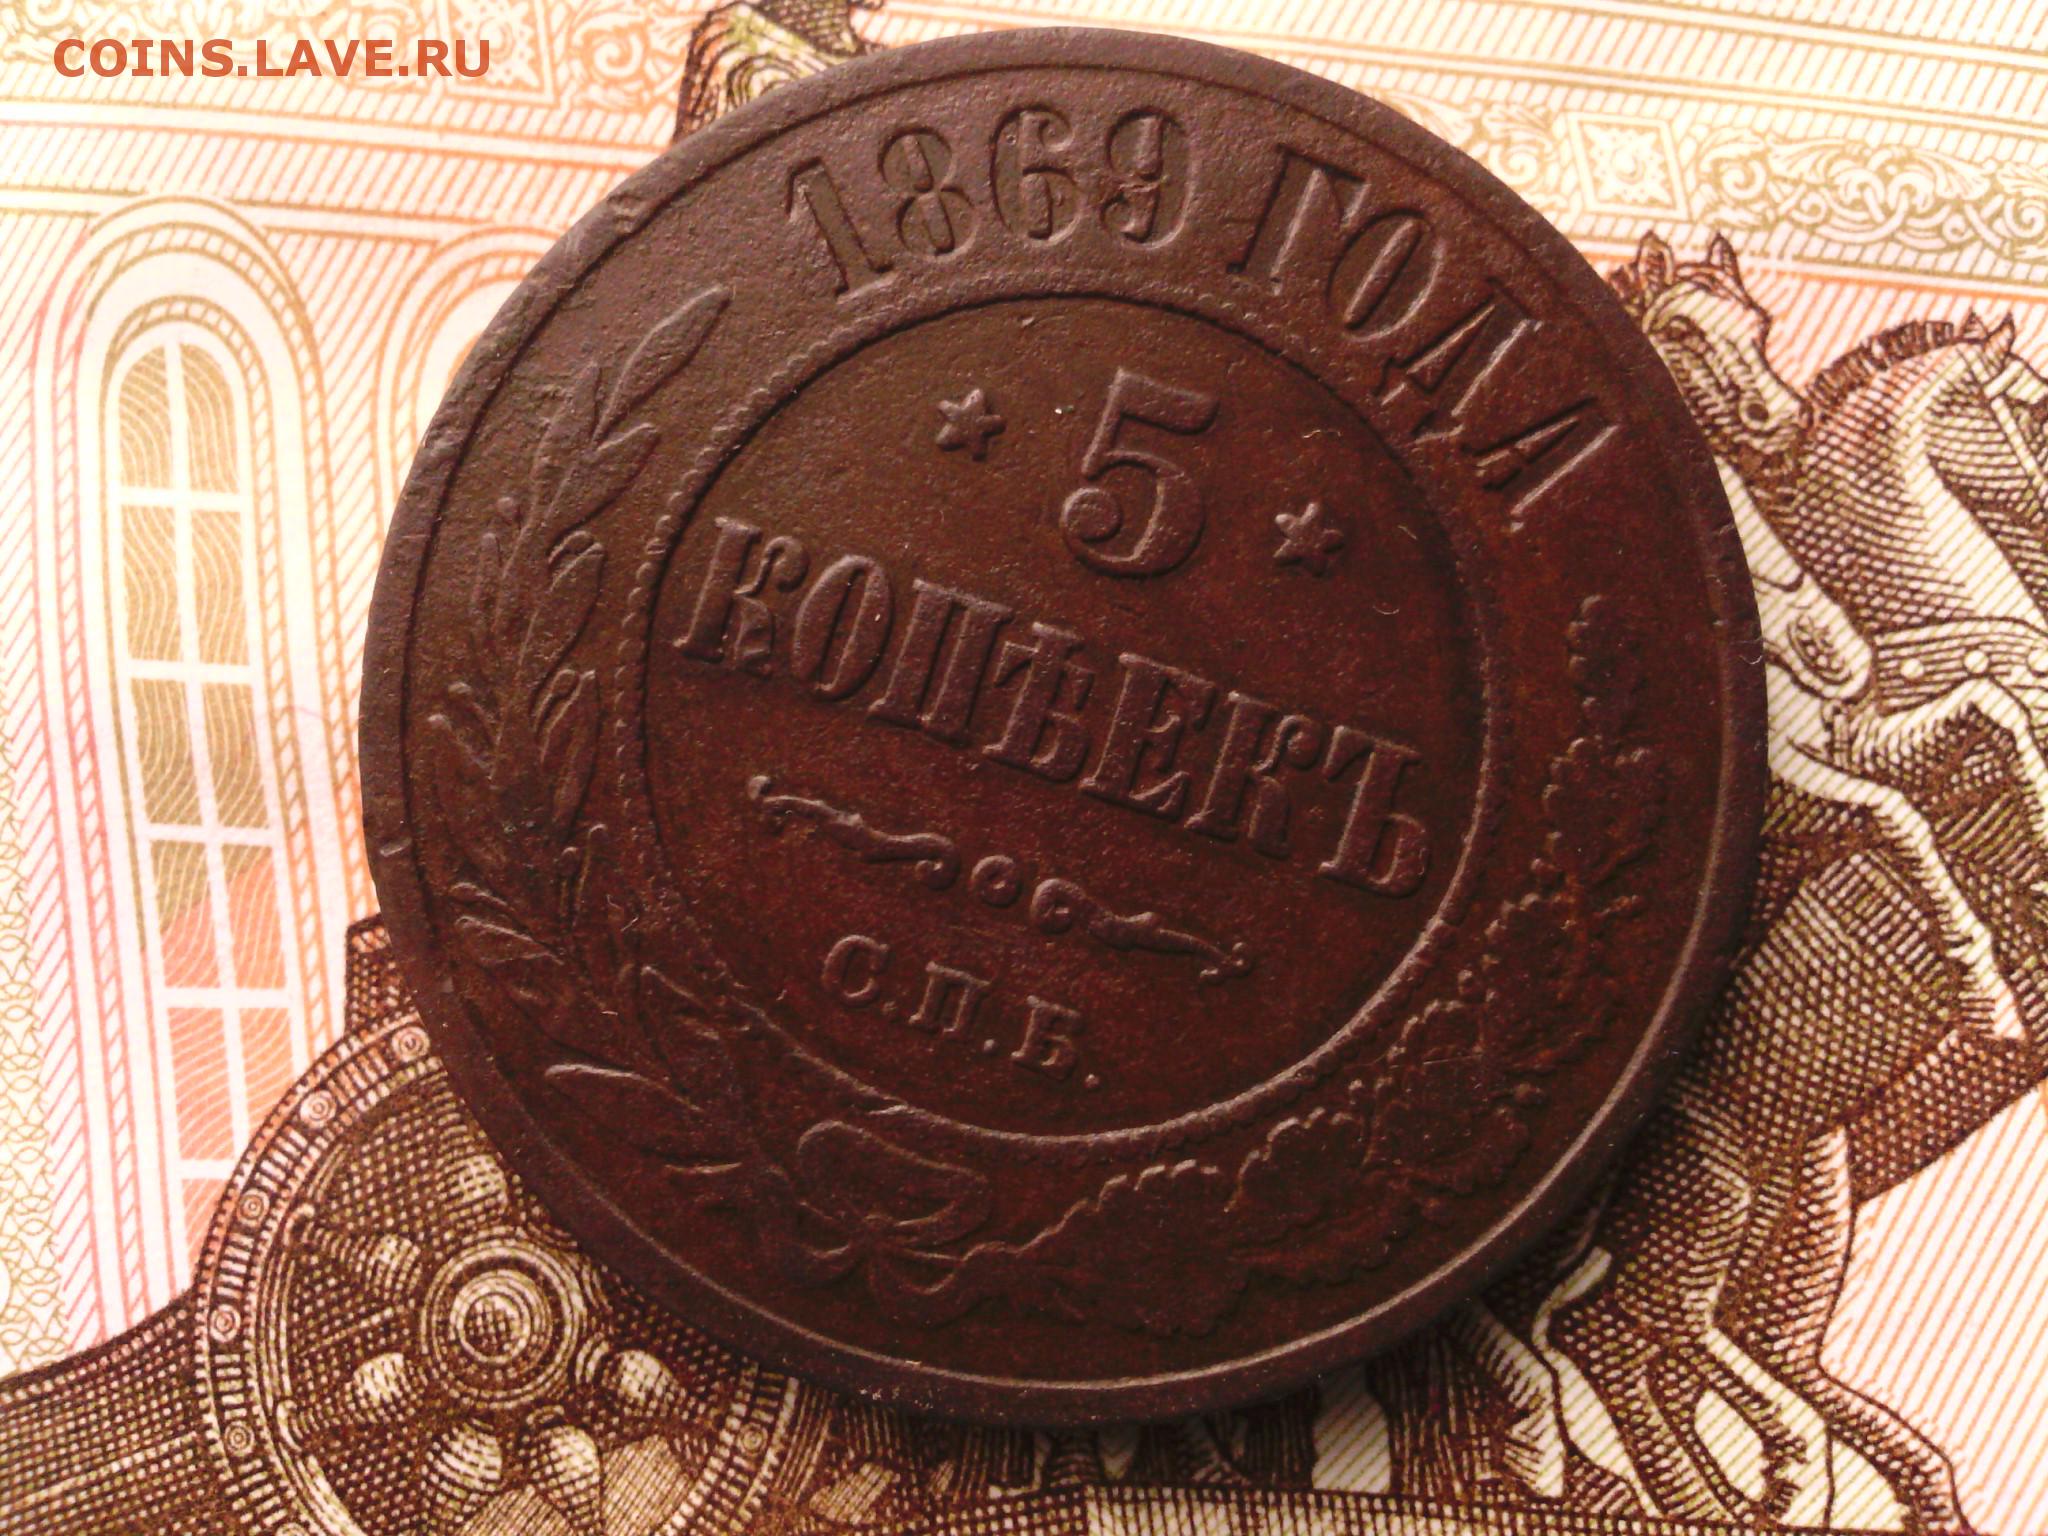 COINS.LAVE.RU
1869 ГОДА
5
КОПѢЕКЪ
С.П.Б.